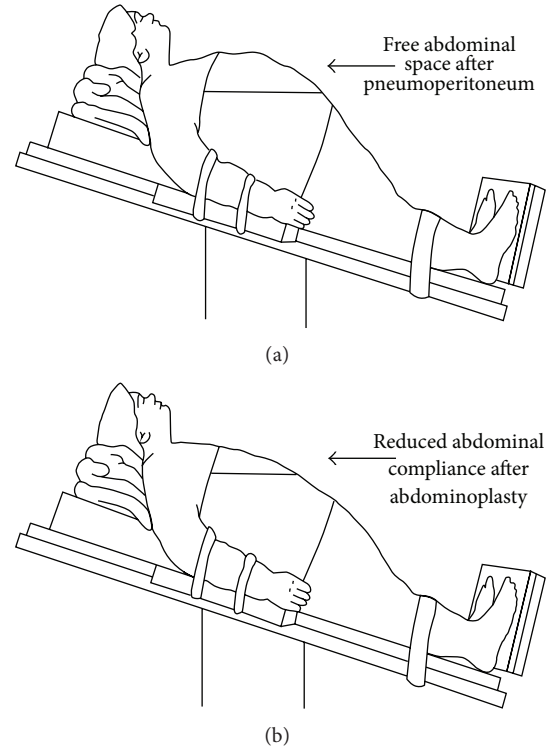 Free abdominal
space after
pneumoperitoneum
(a)
Reduced abdominal
compliance after
abdominoplasty
(b)